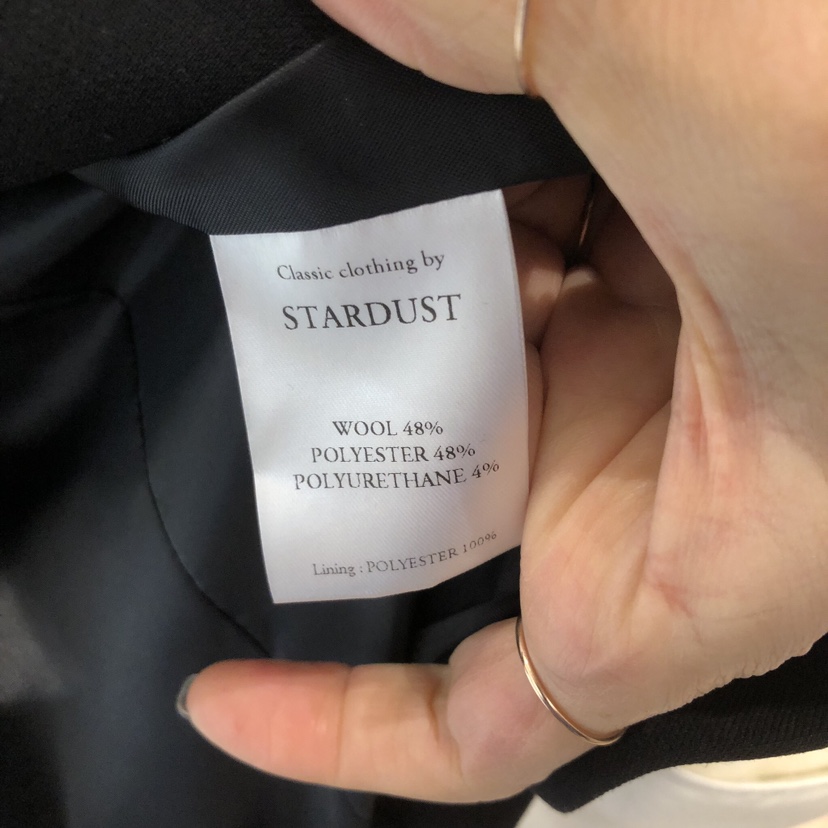 Classic clothing by
STARDUST
WOOL 48%
POLYESTER 48%
POLYURETHANE 4%
Lining : POLYESTER 100%